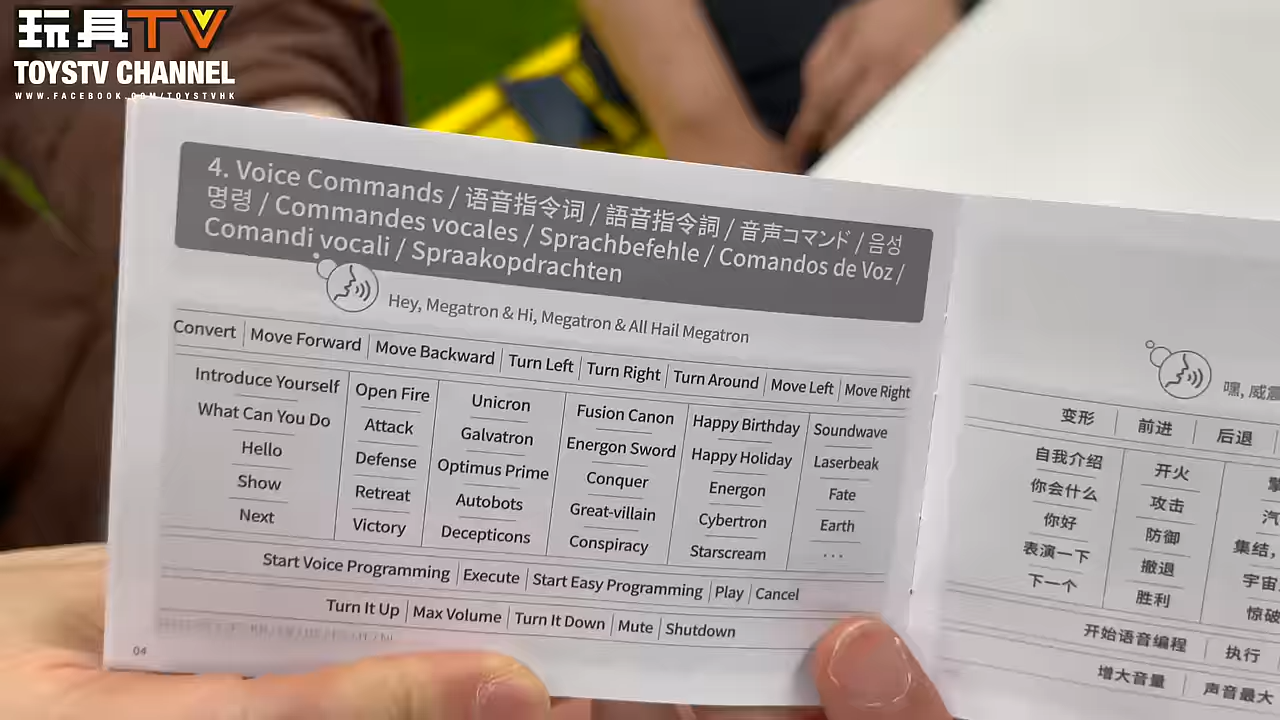 玩具TV
TOYSTV CHANNEL
WWW.FACEBOOK.COM/TOYSTVHK
4. Voice Commands / 语音指令词 / 語音指令詞 / 音声コマンド / 음성
명령 / Commandes vocales / Sprachbefehle / Comandos de Voz /
Comandi vocali / Spraakopdrachten
Hey, Megatron & Hi, Megatron & All Hail Megatron
Convert Move Forward Move Backward Turn Left Turn Right Turn Around Move Left Move Right
Introduce Yourself Open Fire Unicron Fusion Canon Happy Birthday Soundwave
What Can You Do Attack Galvatron Energon Sword Happy Holiday Laserbeak
Hello Defense Optimus Prime Conquer Energon Fate
Show Retreat Autobots Great-villain Cybertron Earth
Next Victory Decepticons Conspiracy Starscream ...
Start Voice Programming Execute Start Easy Programming Play Cancel
Turn It Up Max Volume Turn It Down Mute Shutdown
04
嘿, 威震
变形 前进 后退
自我介绍 开火
你会什么 攻击
你好 防御 集结,
表演一下 撤退 宇宙
下一个 胜利 惊破
开始语音编程 执行
增大音量 声音最大